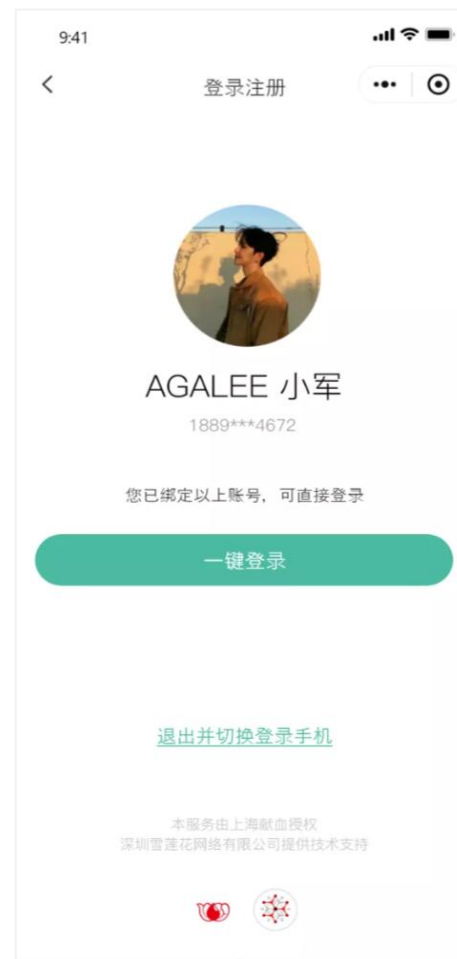 9:41
登录注册
AGALEE 小军
1889***4672
您已绑定以上账号，可直接登录
一键登录
退出并切换登录手机
本服务由上海献血授权
深圳雪莲花网络有限公司提供技术支持